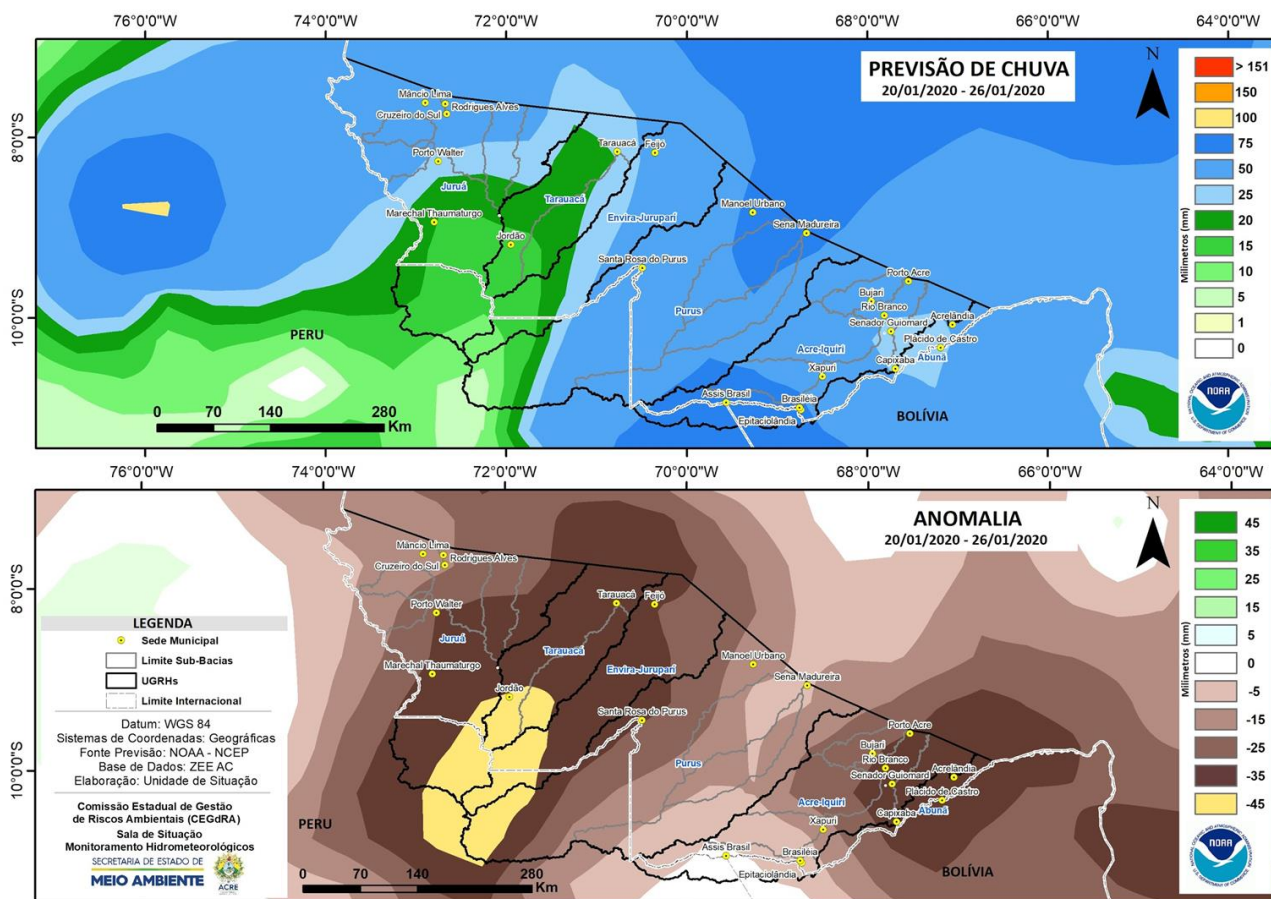 76°0'0"W 74°0'0"W 72°0'0"W 70°0'0"W 68°0'0"W 66°0'0"W 64°0'0"W
8°0'0"S
10°0'0"S
PREVISÃO DE CHUVA
20/01/2020 - 26/01/2020
N
Milímetros (mm)
> 151
150
100
75
50
25
20
15
10
5
1
0
NOAA
Mâncio Lima
Rodrigues Alves
Cruzeiro do Sul
Porto Walter
Juruá
Marechal Thaumaturgo
Jordão
Tarauacá
Tarauacá
Feijó
Envira-Jurupari
Manoel Urbano
Sena Madureira
Santa Rosa do Purus
Purus
Porto Acre
Bujari
Rio Branco
Senador Guiomard
Acrelândia
Plácido de Castro
Abunã
Capixaba
Acre-Iquiri
Xapuri
Assis Brasil
Brasiléia
Epitaciolândia
PERU
BOLÍVIA
0 70 140 280
Km
76°0'0"W 74°0'0"W 72°0'0"W 70°0'0"W 68°0'0"W 66°0'0"W 64°0'0"W
8°0'0"S
10°0'0"S
ANOMALIA
20/01/2020 - 26/01/2020
N
Milímetros (mm)
45
35
25
15
5
0
-5
-15
-25
-35
-45
NOAA
Mâncio Lima
Rodrigues Alves
Cruzeiro do Sul
Porto Walter
Juruá
Marechal Thaumaturgo
Jordão
Tarauacá
Tarauacá
Feijó
Envira-Jurupari
Manoel Urbano
Sena Madureira
Santa Rosa do Purus
Purus
Porto Acre
Bujari
Rio Branco
Senador Guiomard
Acrelândia
Plácido de Castro
Abunã
Capixaba
Acre-Iquiri
Xapuri
Assis Brasil
Brasiléia
Epitaciolândia
PERU
BOLÍVIA
0 70 140 280
Km
LEGENDA
Sede Municipal
Limite Sub-Bacias
UGRHs
Limite Internacional
Datum: WGS 84
Sistemas de Coordenadas: Geográficas
Fonte Previsão: NOAA - NCEP
Base de Dados: ZEE AC
Elaboração: Unidade de Situação
Comissão Estadual de Gestão
de Riscos Ambientais (CEGdRA)
Sala de Situação
Monitoramento Hidrometeorológicos
SECRETARIA DE ESTADO DE
MEIO AMBIENTE
ACRE